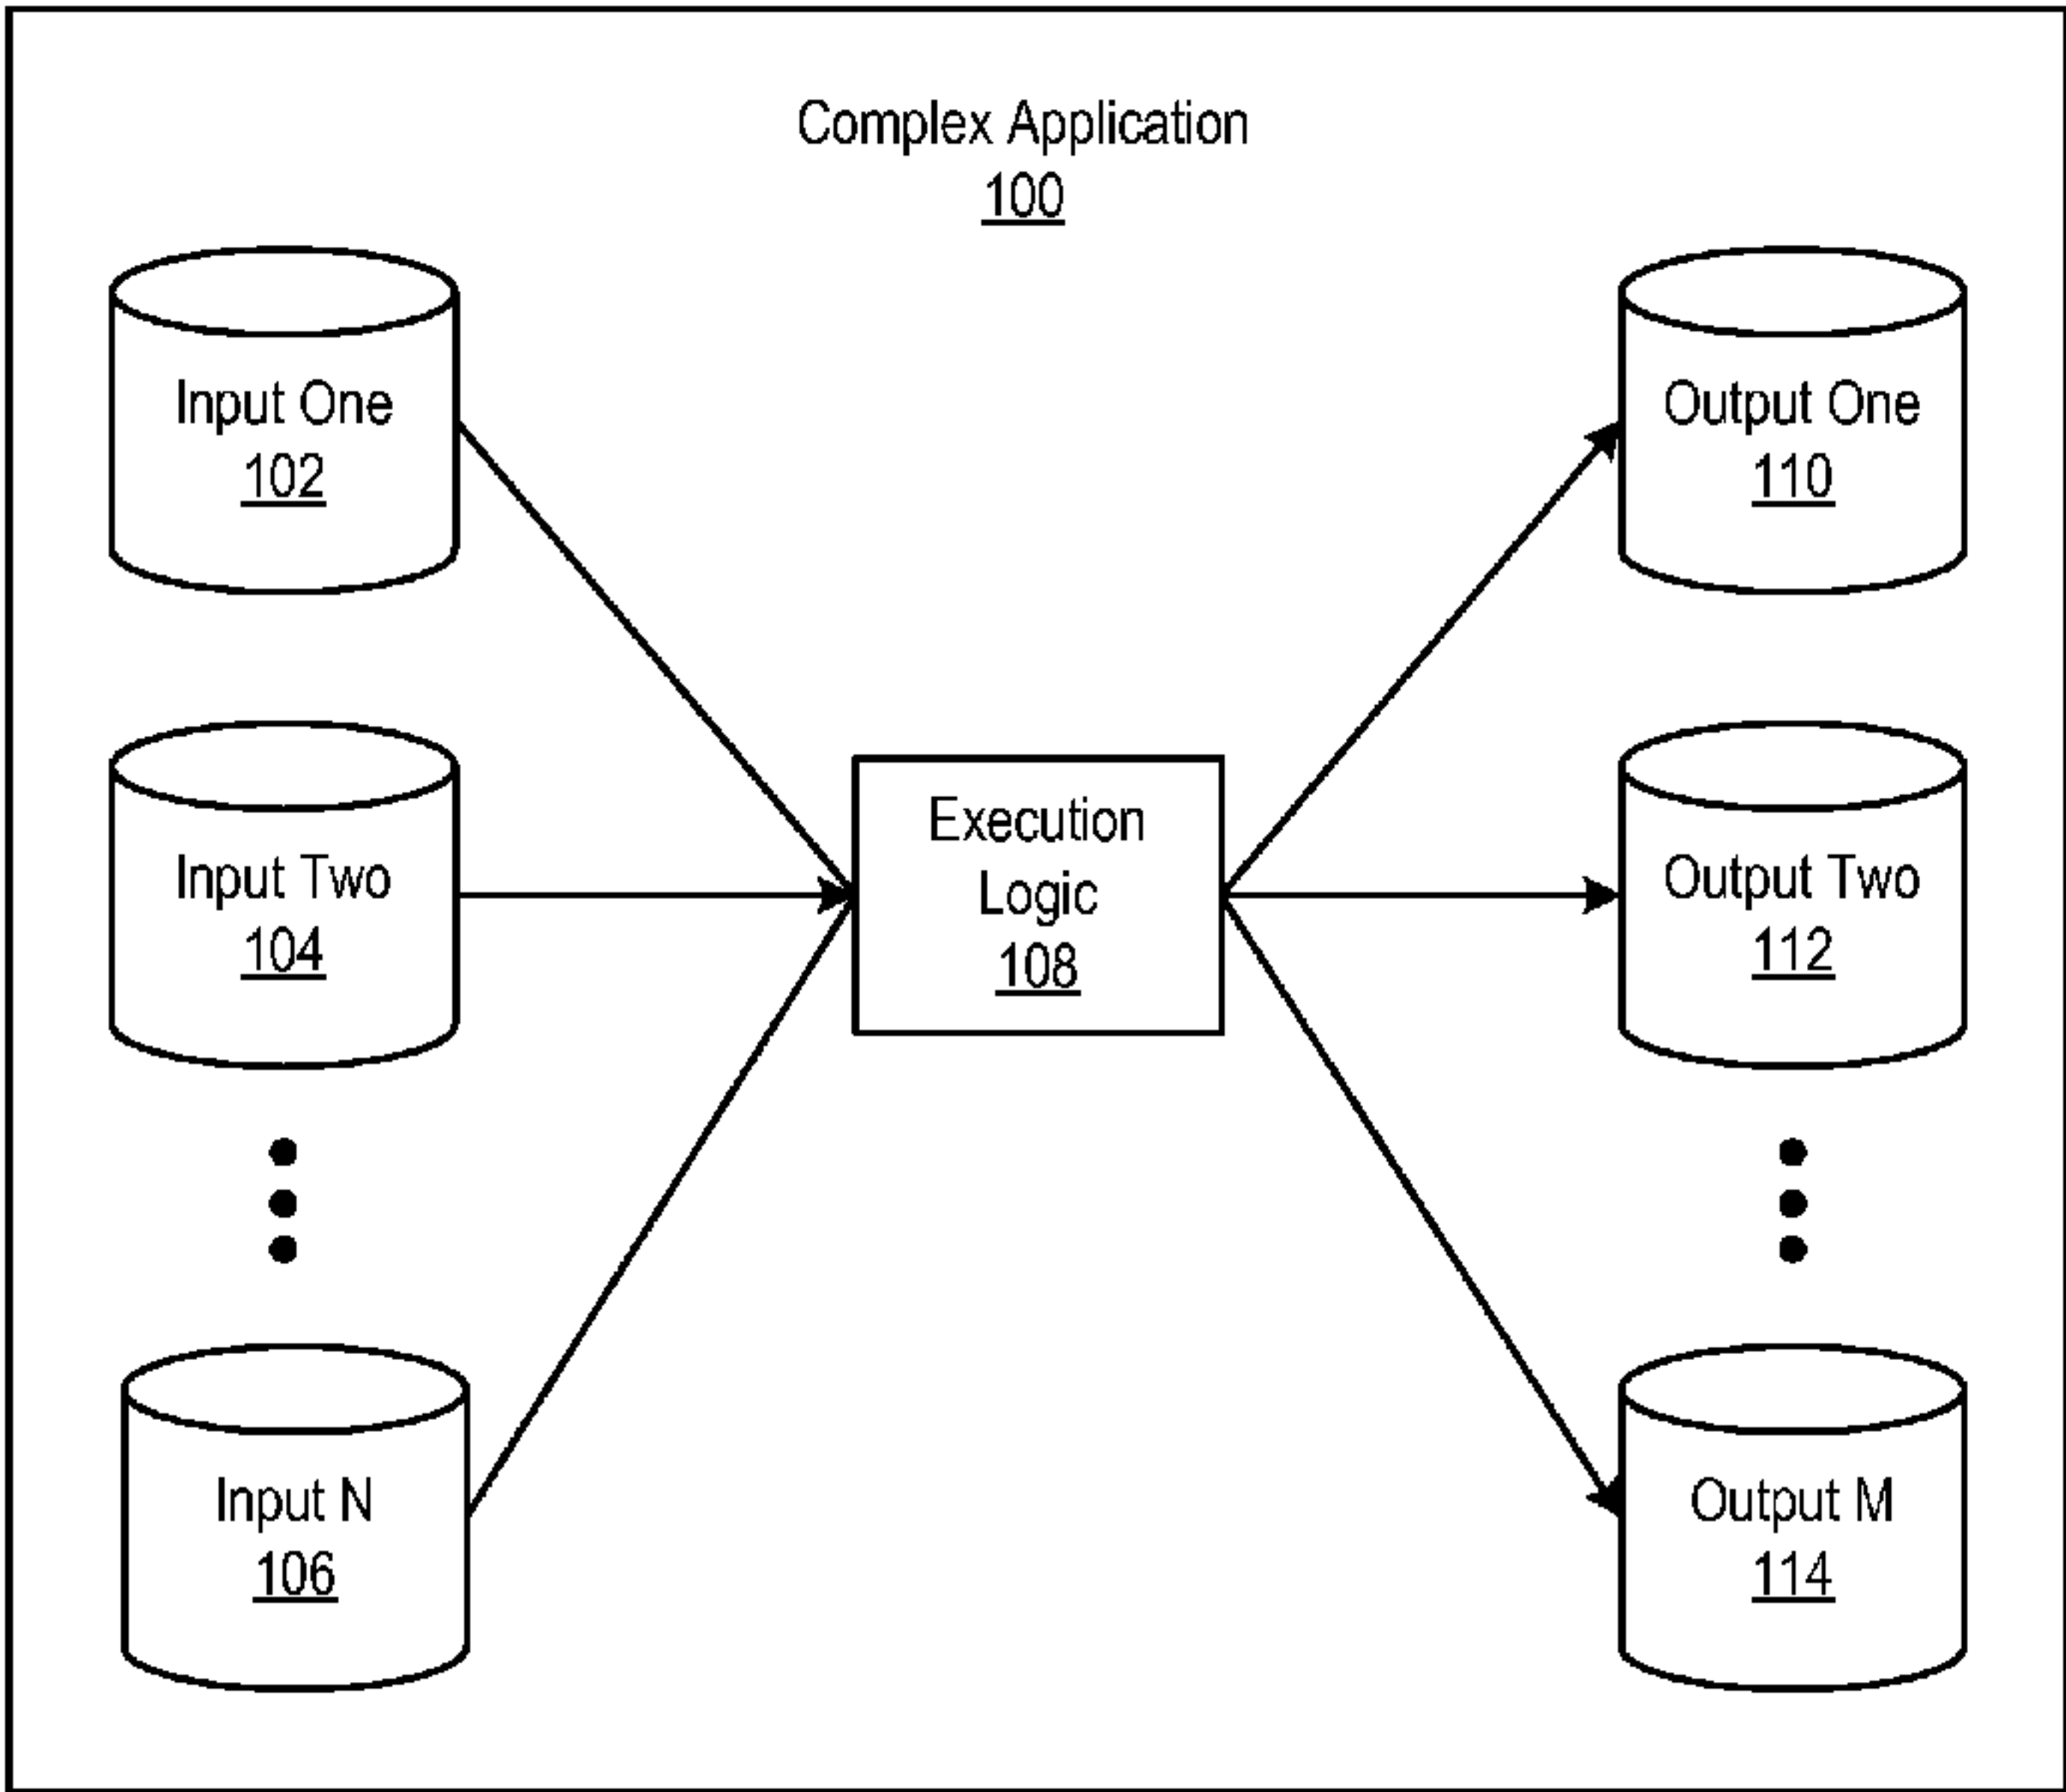 Complex Application
100
Input One
102
Output One
110
Input Two
104
Execution
Logic
108
Output Two
112
Input N
106
Output M
114